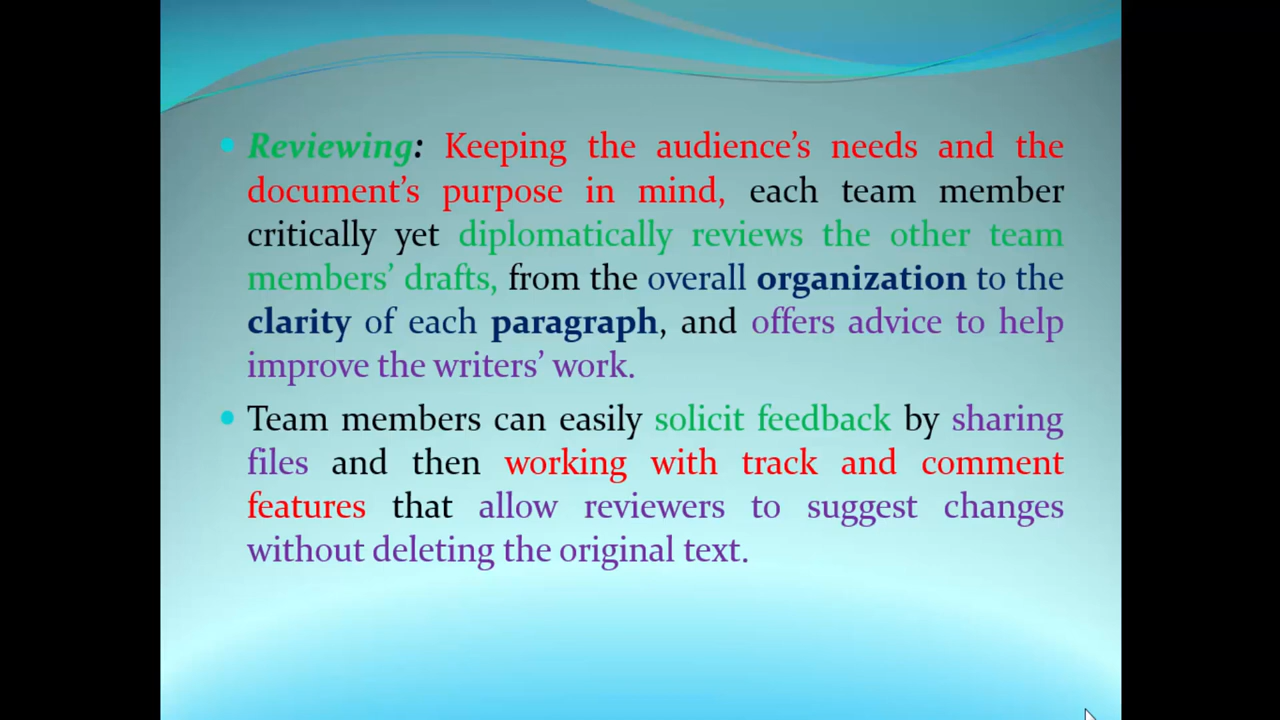 Reviewing: Keeping the audience’s needs and the
document’s purpose in mind, each team member
critically yet diplomatically reviews the other team
members’ drafts, from the overall organization to the
clarity of each paragraph, and offers advice to help
improve the writers’ work.
Team members can easily solicit feedback by sharing
files and then working with track and comment
features that allow reviewers to suggest changes
without deleting the original text.